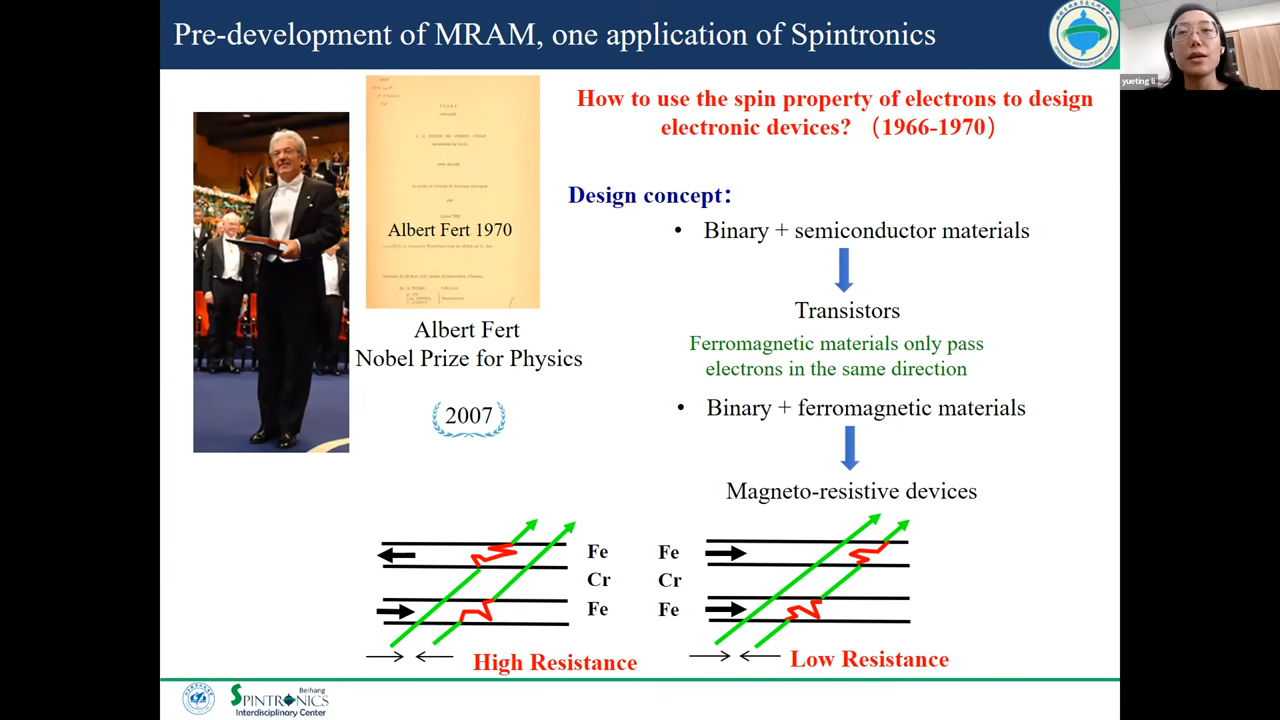 Pre-development of MRAM, one application of Spintronics
yueting li
How to use the spin property of electrons to design
electronic devices? （1966-1970）
Albert Fert 1970
Albert Fert
Nobel Prize for Physics
2007
Design concept：
• Binary + semiconductor materials
Transistors
Ferromagnetic materials only pass
electrons in the same direction
• Binary + ferromagnetic materials
Magneto-resistive devices
Fe
Cr
Fe
High Resistance
Fe
Cr
Fe
Low Resistance
Beihang
SPINTRONICS
Interdisciplinary Center